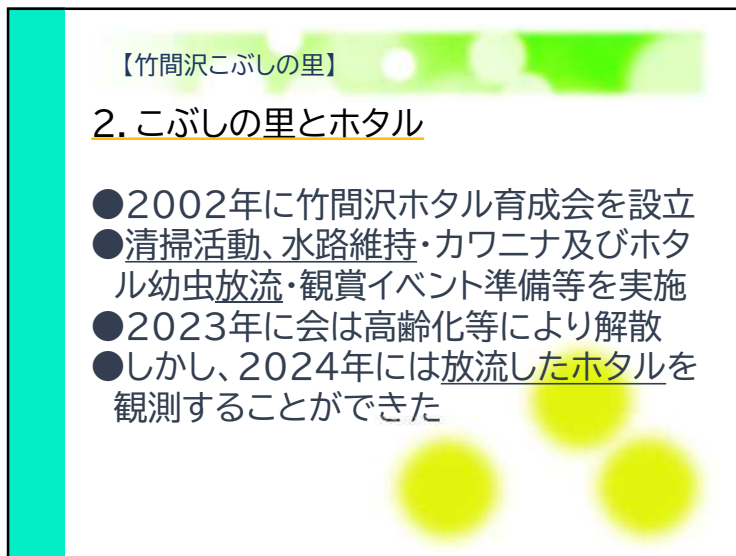 【竹間沢こぶしの里】
2. こぶしの里とホタル
●2002年に竹間沢ホタル育成会を設立
●清掃活動、水路維持・カワニナ及びホタ
ル幼虫放流・観賞イベント準備等を実施
●2023年に会は高齢化等により解散
●しかし、2024年には放流したホタルを
観測することができた